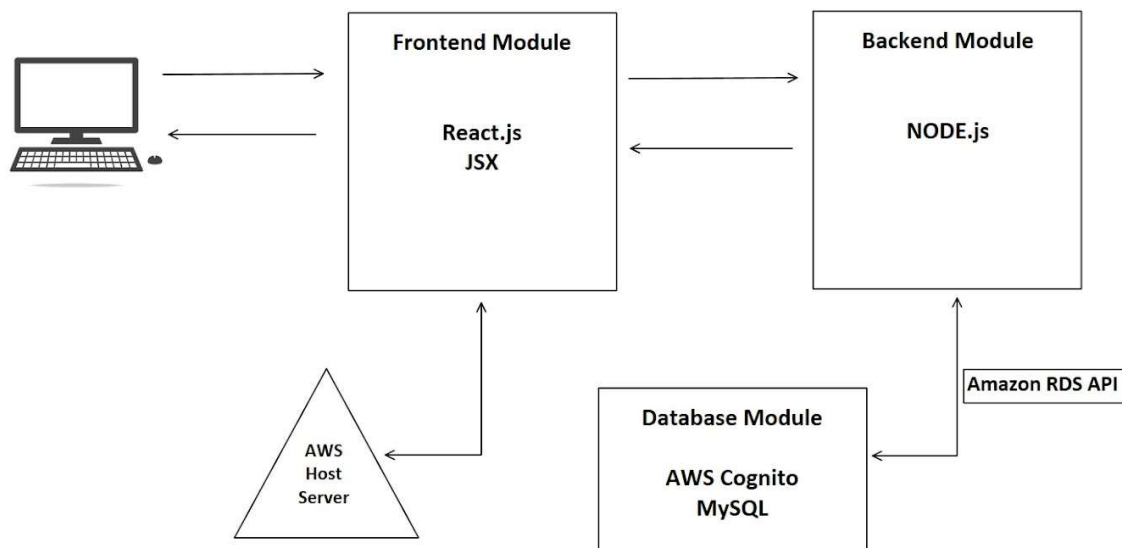 Frontend Module
React.js
JSX
Backend Module
NODE.js
Amazon RDS API
AWS
Host
Server
Database Module
AWS Cognito
MySQL